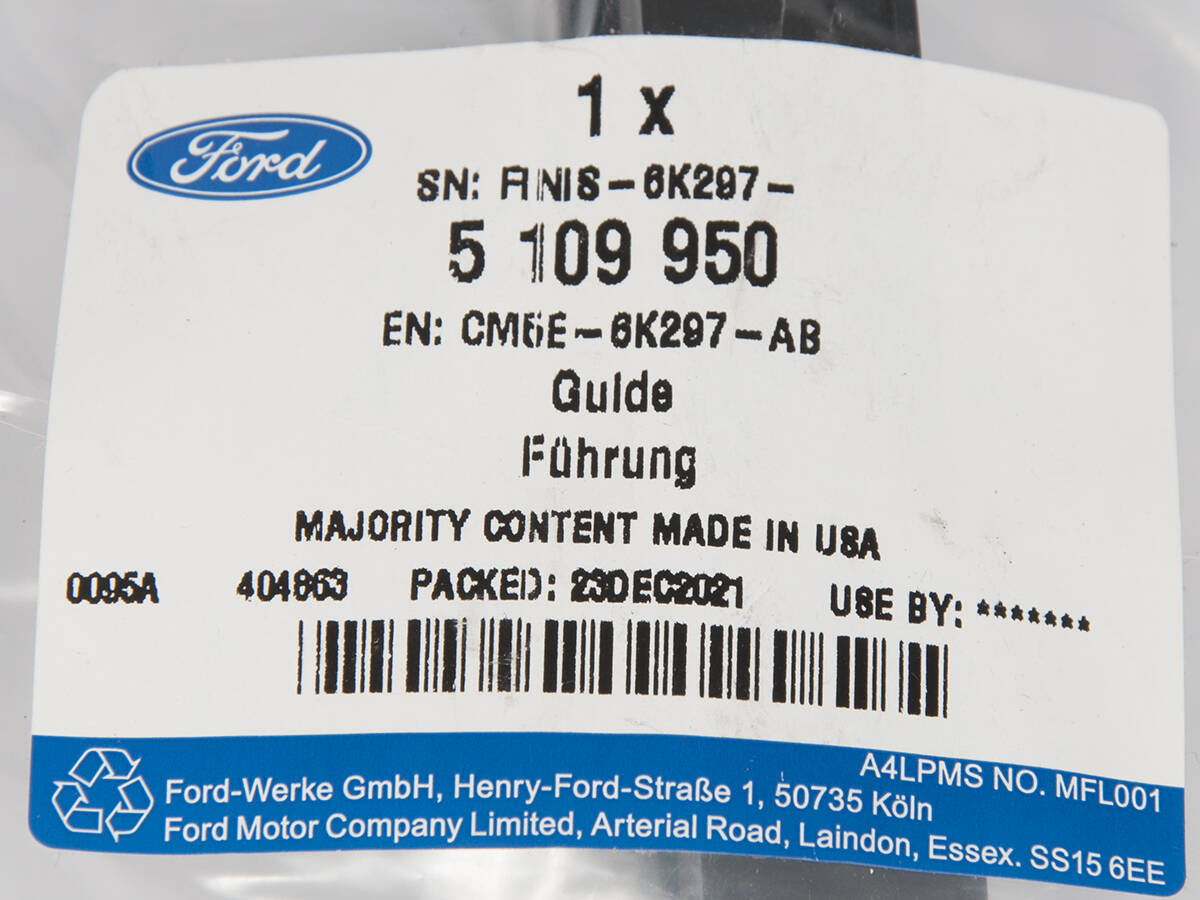 1 x
Ford
SN: FINIS-6K297-
5 109 950
EN: CM5E-6K297-AB
Guide
Führung
MAJORITY CONTENT MADE IN USA
0095A 404863 PACKED: 23DEC2021 USE BY: *******
A4LPMS NO. MFL001
Ford-Werke GmbH, Henry-Ford-Straße 1, 50735 Köln
Ford Motor Company Limited, Arterial Road, Laindon, Essex. SS15 6EE